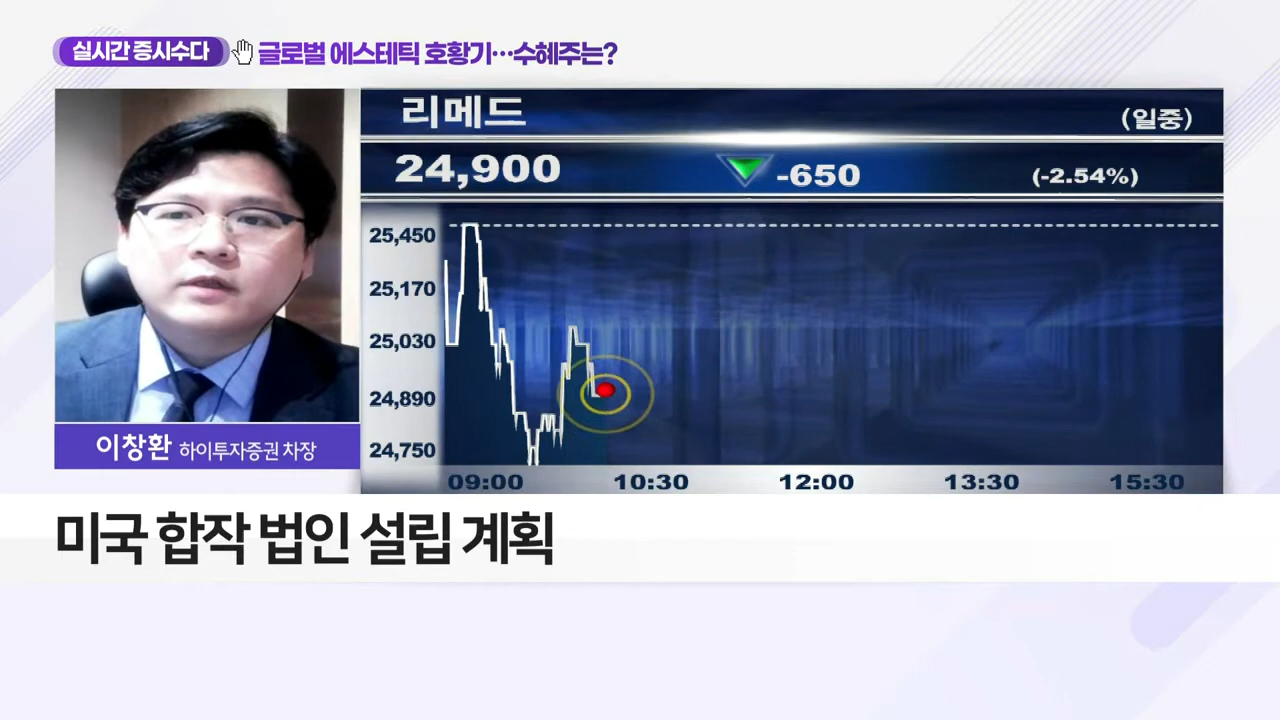 실시간 증시수다 글로벌 에스테틱 호황기…수혜주는?
리메드 (일중)
24,900 -650 (-2.54%)
25,450
25,170
25,030
24,890
24,750
09:00 10:30 12:00 13:30 15:30
이창환 하이투자증권 차장
미국 합작 법인 설립 계획